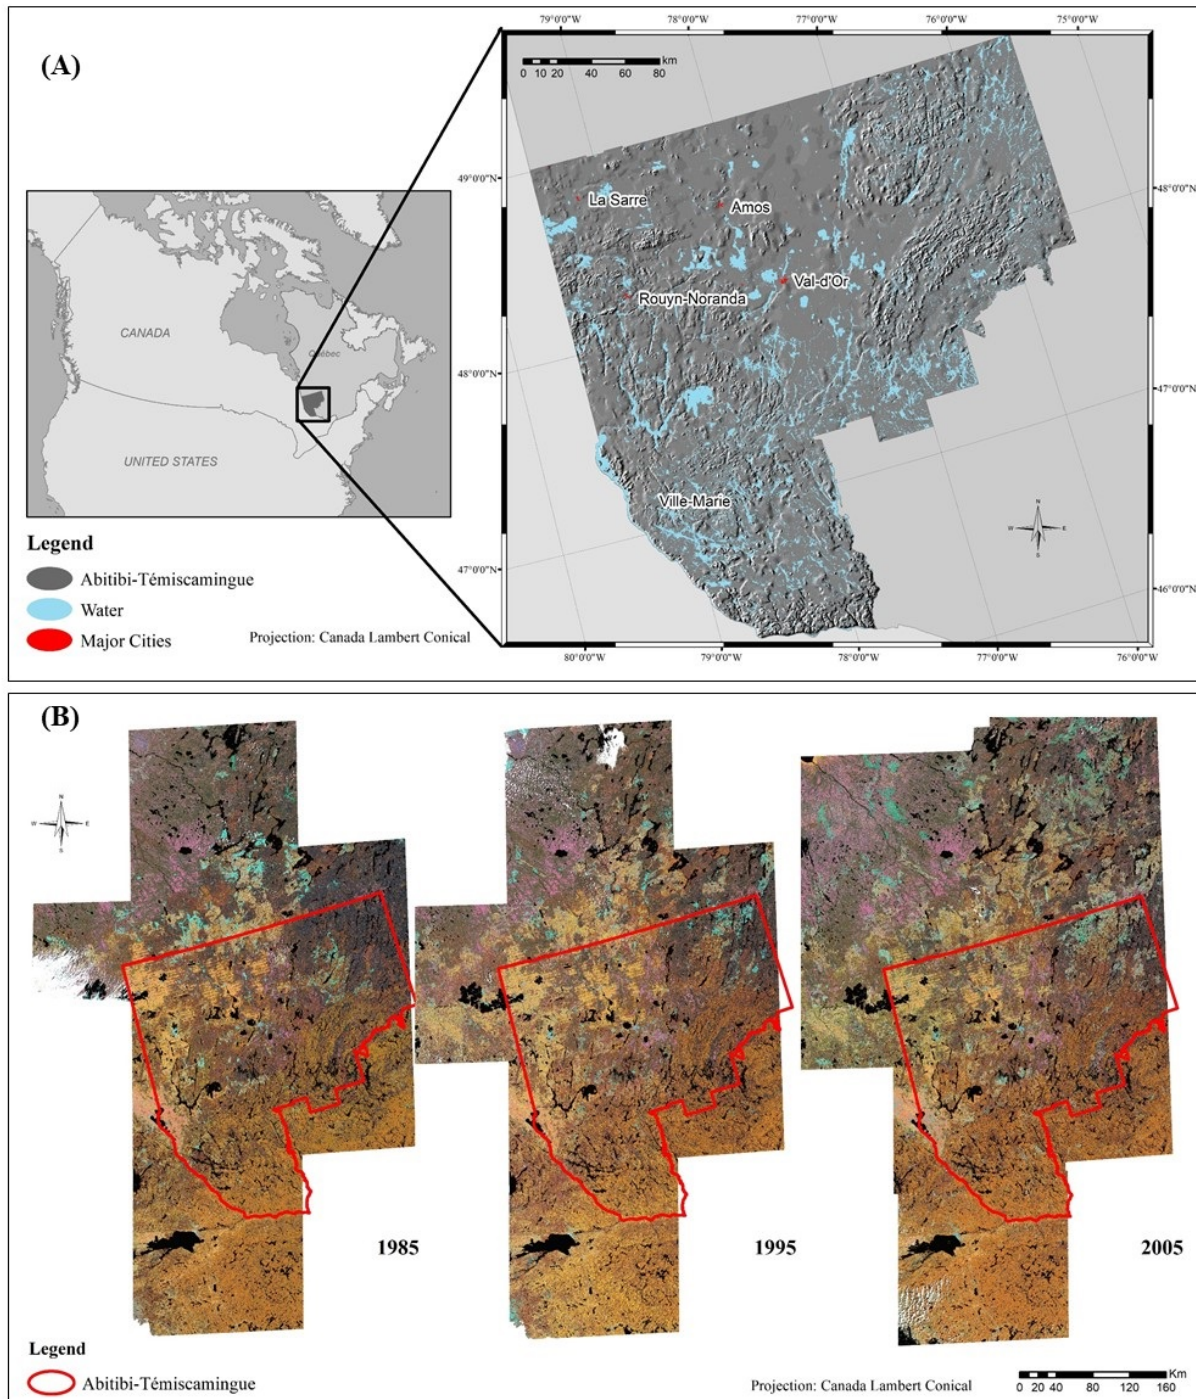 (A)
79°0'0"W 78°0'0"W 77°0'0"W 76°0'0"W 75°0'0"W
km
0 10 20 40 60 80
49°0'0"N
48°0'0"N
La Sarre
Amos
Val-d'Or
Rouyn-Noranda
CANADA
Québec
48°0'0"N
47°0'0"N
UNITED STATES
Ville-Marie
N
W E
S
Legend
Abitibi-Témiscamingue
47°0'0"N
46°0'0"N
Water
Major Cities
Projection: Canada Lambert Conical
80°0'0"W 79°0'0"W 78°0'0"W 77°0'0"W 76°0'0"W
(B)
N
W E
S
1985
1995
2005
Legend
Abitibi-Témiscamingue
Projection: Canada Lambert Conical
Km
0 20 40 80 120 160